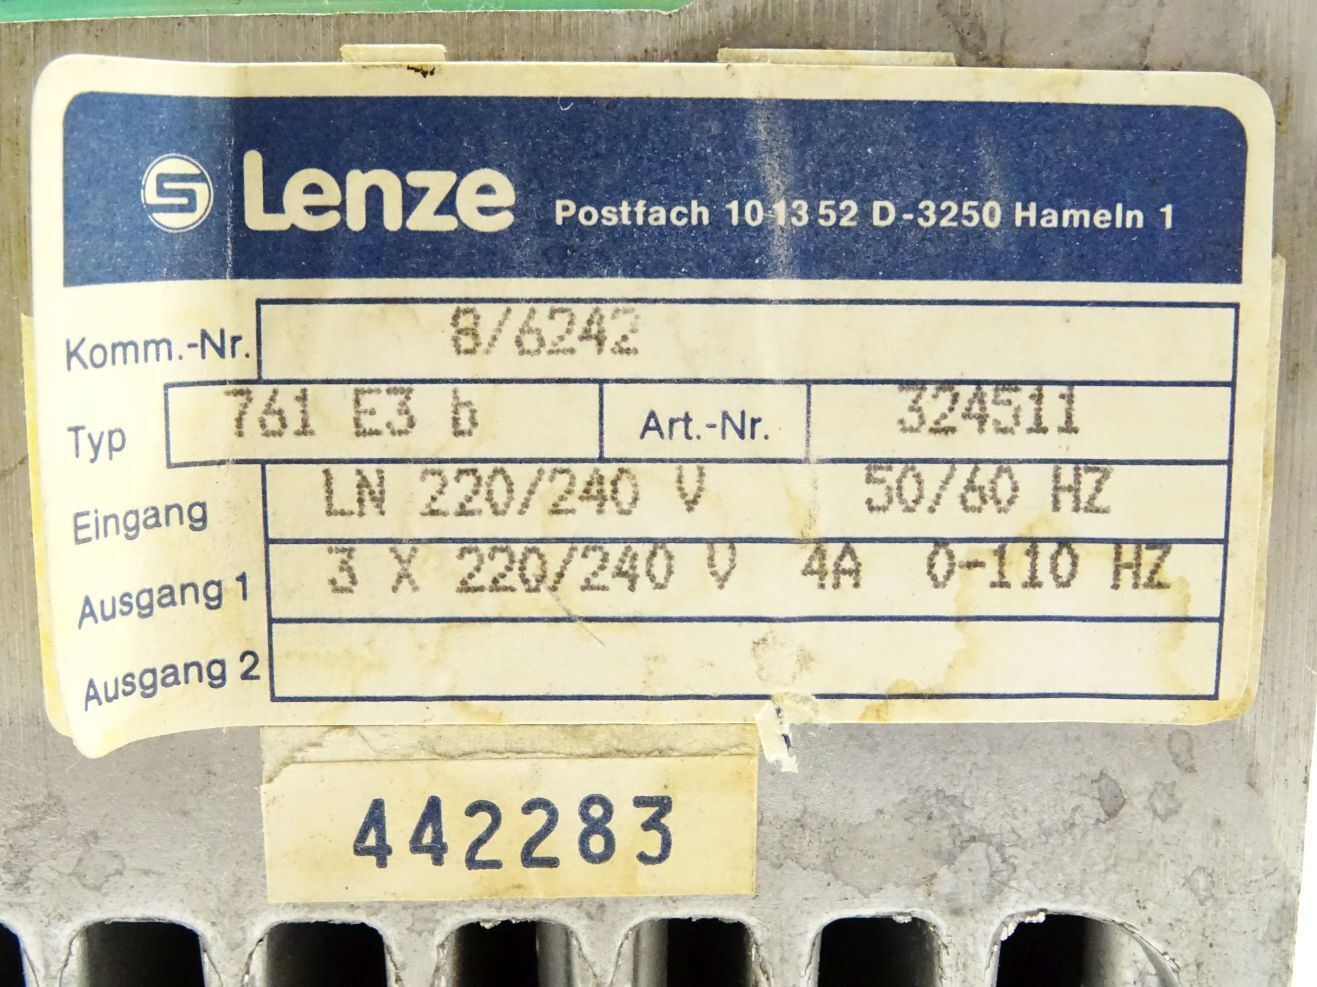 Lenze Postfach 10 13 52 D-3250 Hameln 1
Komm.-Nr. 8/6242
Typ 761 E3 b Art.-Nr. 324511
Eingang LN 220/240 V 50/60 HZ
Ausgang 1 3 X 220/240 V 4A 0-110 HZ
Ausgang 2
442283